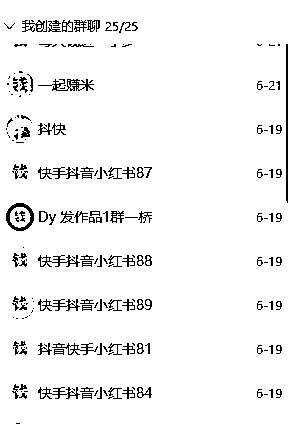 我创建的群聊 25/25
钱 一起赚米 6-21
抖快 6-19
钱 快手抖音小红书87 6-19
钱 Dy 发作品1群一桥 6-19
钱 快手抖音小红书88 6-19
钱 快手抖音小红书89 6-19
钱 抖音快手小红书81 6-19
钱 快手抖音小红书84 6-19